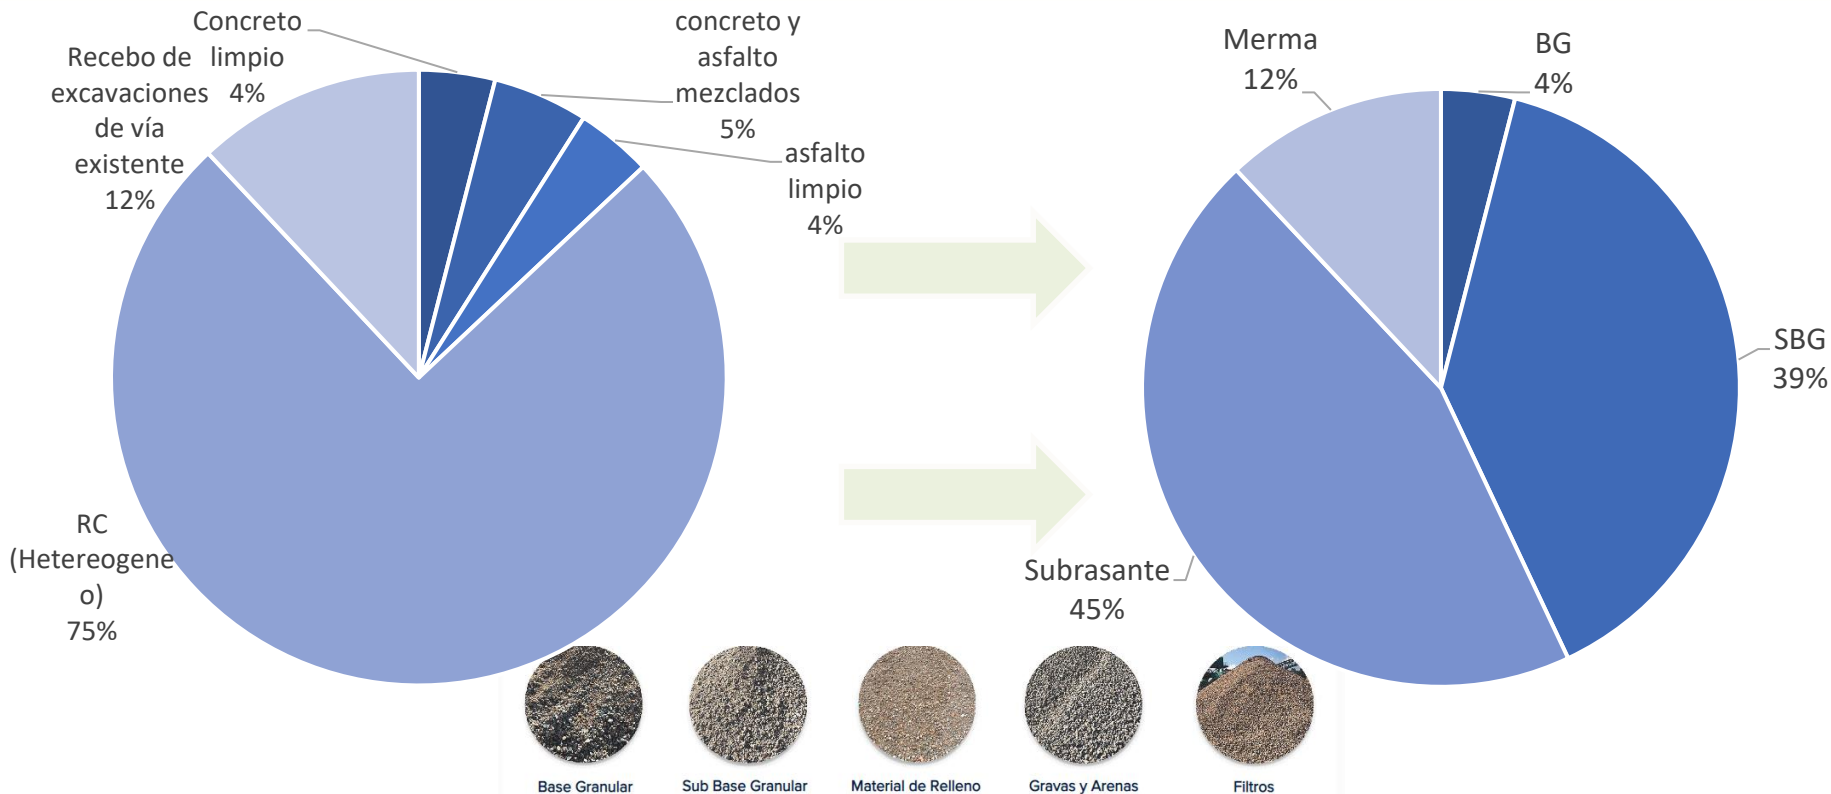 Concreto
limpio
4%
concreto y
asfalto
mezclados
5%
asfalto
limpio
4%
Recebo de
excavaciones
de vía
existente
12%
RC
(Hetereogene
o)
75%
Merma
12%
BG
4%
SBG
39%
Subrasante
45%
Base Granular
Sub Base Granular
Material de Relleno
Gravas y Arenas
Filtros